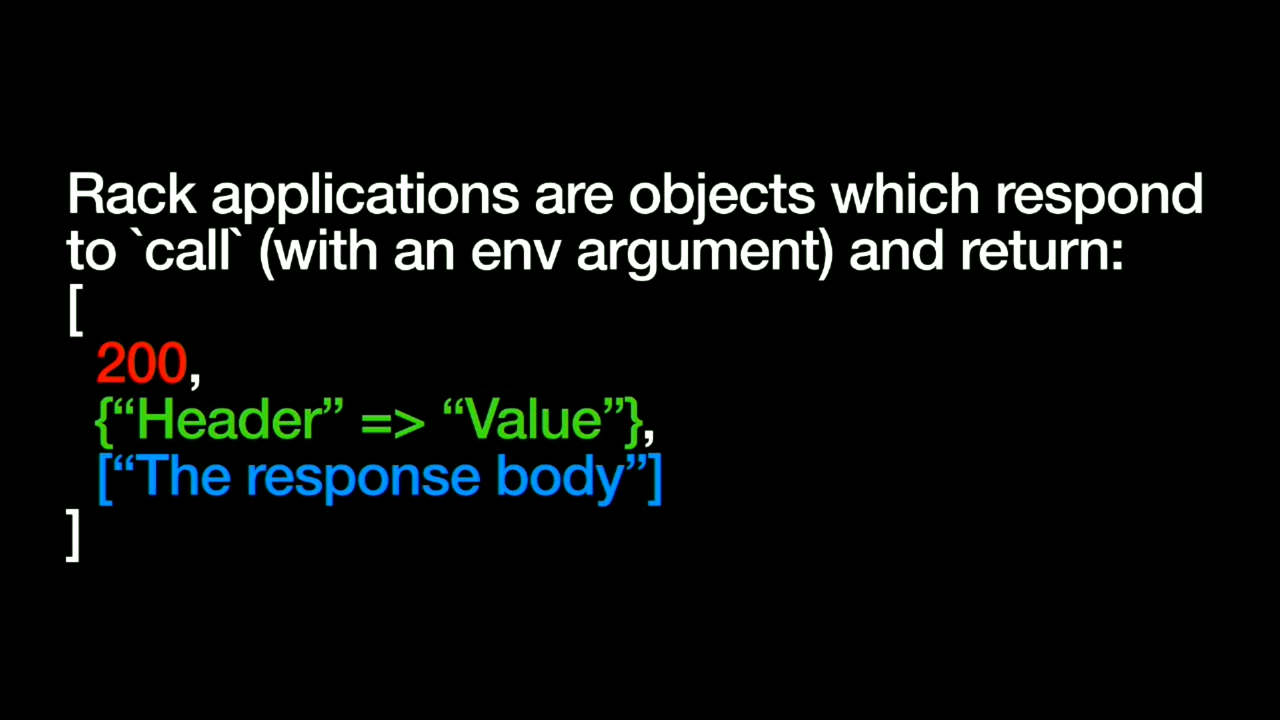 Rack applications are objects which respond
to `call` (with an env argument) and return:
[
200,
{“Header” => “Value”},
[“The response body”]
]